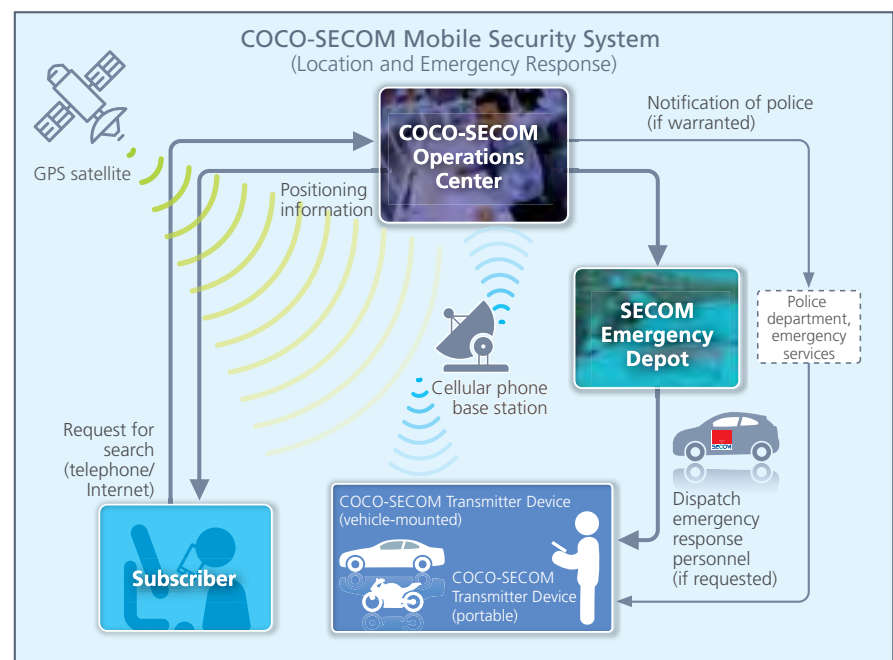 COCO-SECOM Mobile Security System
(Location and Emergency Response)
GPS satellite
COCO-SECOM
Operations
Center
Notification of police
(if warranted)
Positioning
information
SECOM
Emergency
Depot
Police
department,
emergency
services
Cellular phone
base station
SECOM
Request for
search
(telephone/
Internet)
Dispatch
emergency
response
personnel
(if requested)
COCO-SECOM Transmitter Device
(vehicle-mounted)
COCO-SECOM
Transmitter Device
(portable)
Subscriber